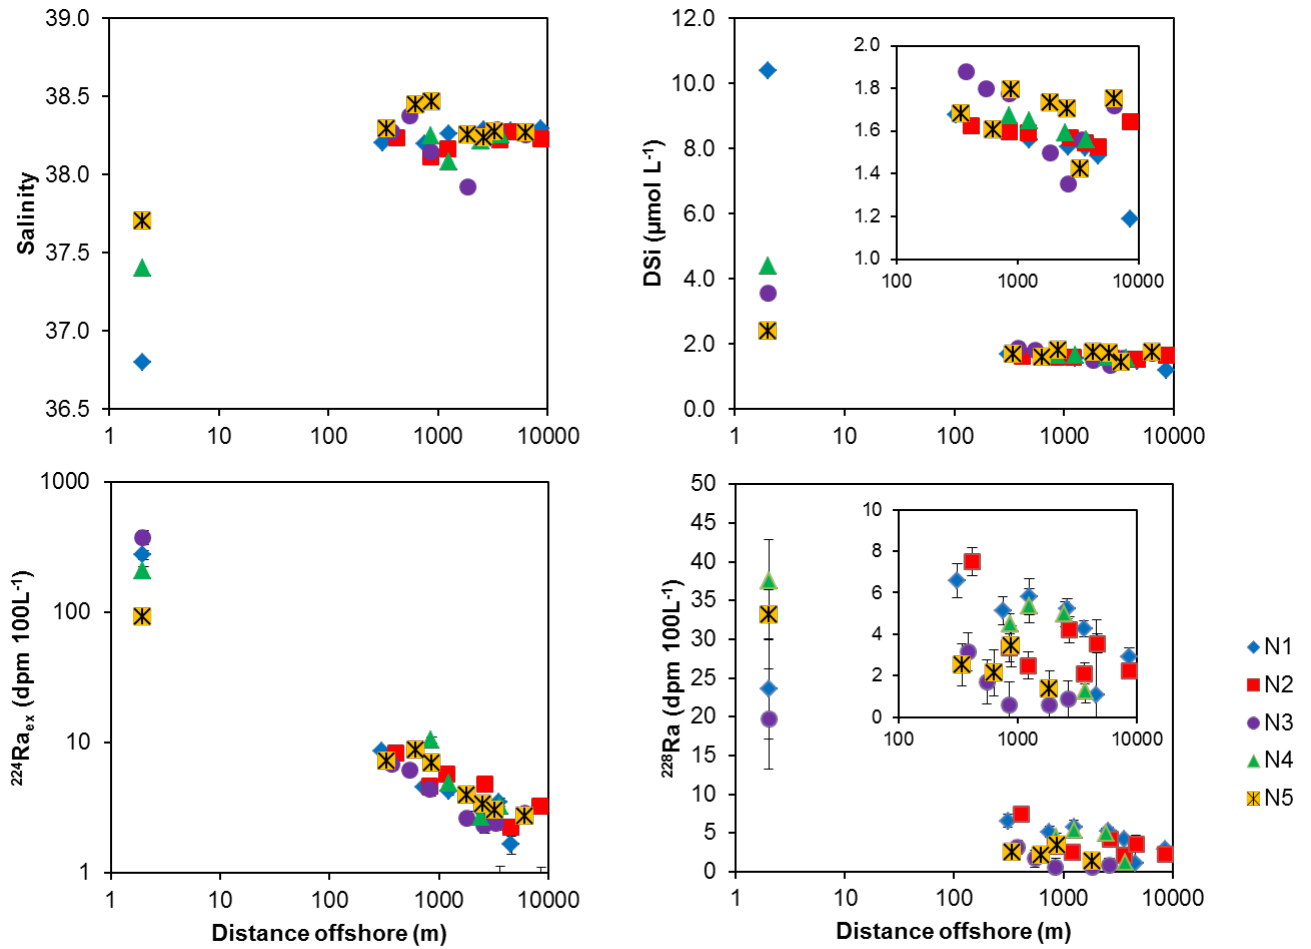 39.0
38.5
38.0
37.5
37.0
36.5
Salinity
1 10 100 1000 10000
12.0
10.0
8.0
6.0
4.0
2.0
0.0
DSi (µmol L⁻¹)
1 10 100 1000 10000
2.0
1.8
1.6
1.4
1.2
1.0
100 1000 10000
1000
100
10
1
²²⁴Raₑₓ (dpm 100L⁻¹)
1 10 100 1000 10000
Distance offshore (m)
50
45
40
35
30
25
20
15
10
5
0
²²⁸Ra (dpm 100L⁻¹)
1 10 100 1000 10000
Distance offshore (m)
10
8
6
4
2
0
100 1000 10000
N1
N2
N3
N4
N5